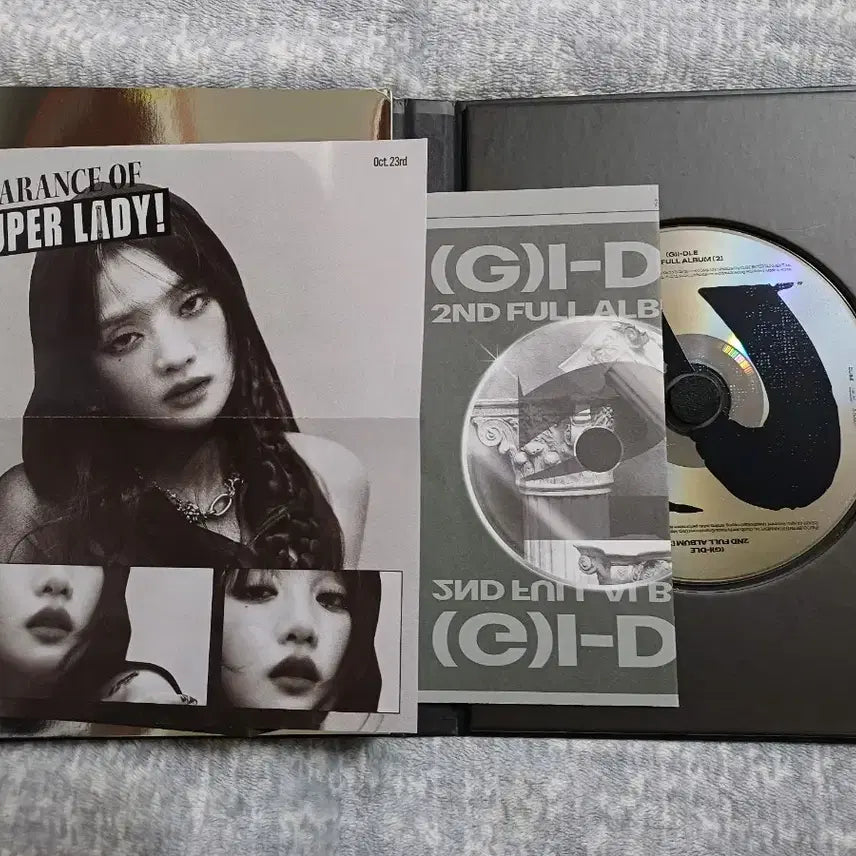 ARANCE OF
UPER LADY!
Oct. 23rd
(G)I-D
2ND FULL ALB
2ND FULL ALB
(G)I-D
(G)I-DLE
FULL ALBUM [2]
(G)I-DLE
2ND FULL ALBUM [